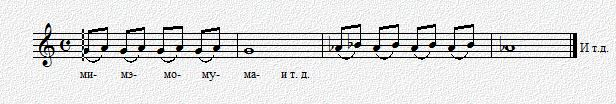 И т.д.
ми- мэ- мо- му- ма- и т. д.